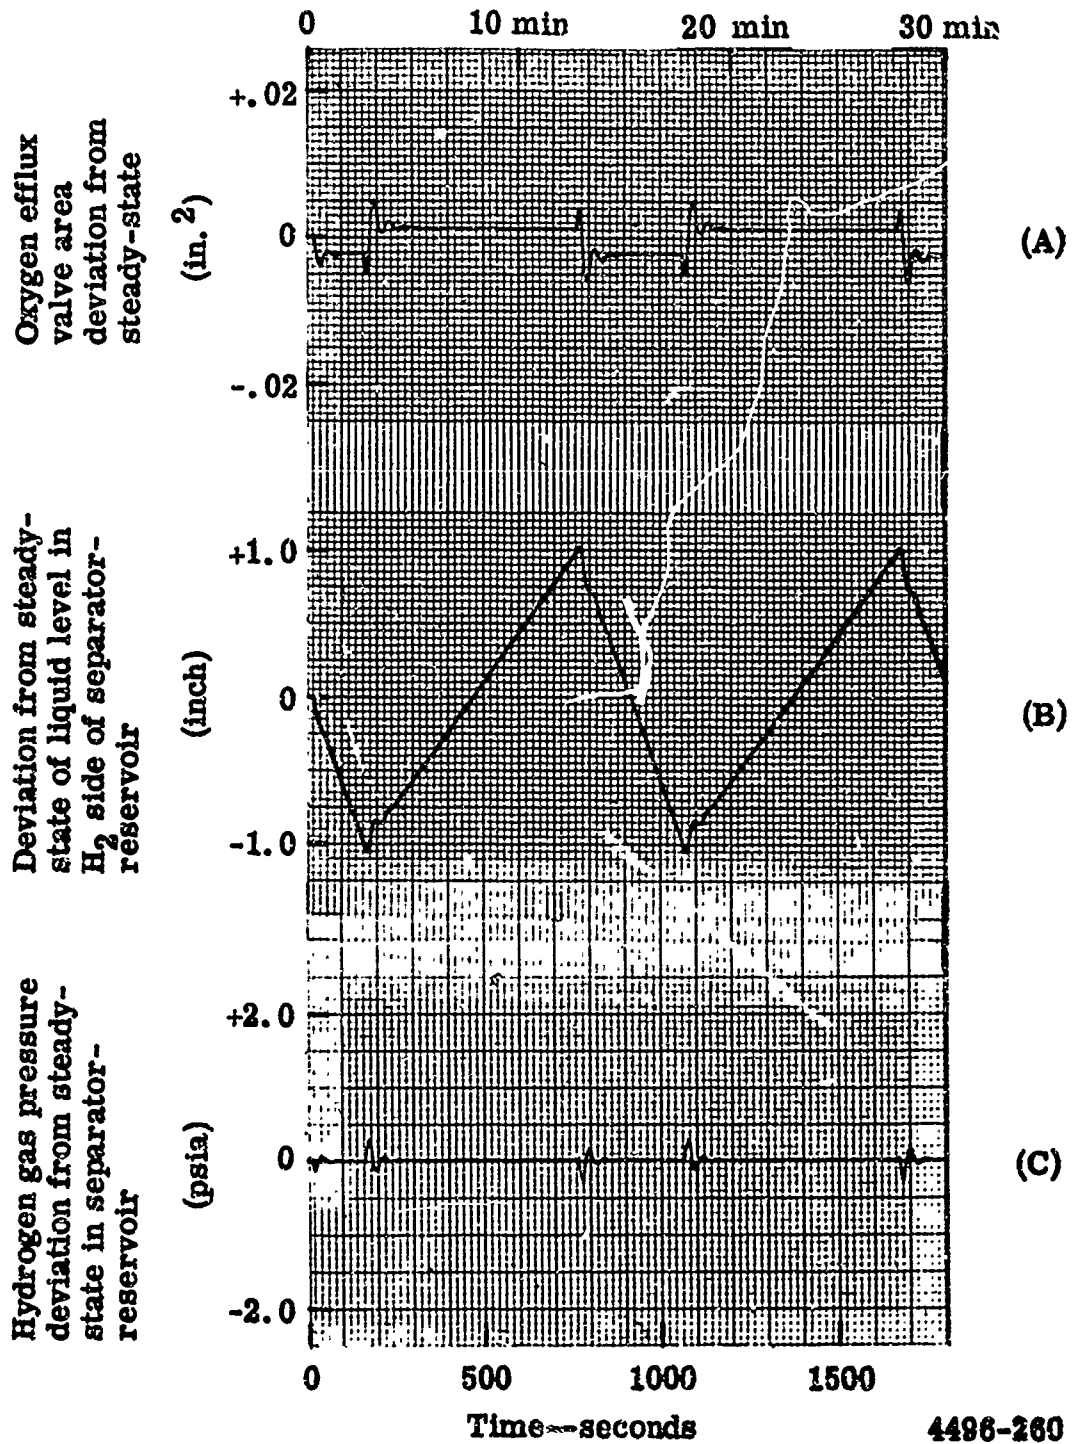 0 10 min 20 min 30 min
Oxygen efflux
valve area
deviation from
steady-state
(in.2)
+.02
0
-.02
(A)
Deviation from steady-
state of liquid level in
H2 side of separator-
reservoir
(inch)
+1.0
0
-1.0
(B)
Hydrogen gas pressure
deviation from steady-
state in separator-
reservoir
(psia)
+2.0
0
-2.0
(C)
0 500 1000 1500
Time--seconds
4496-260